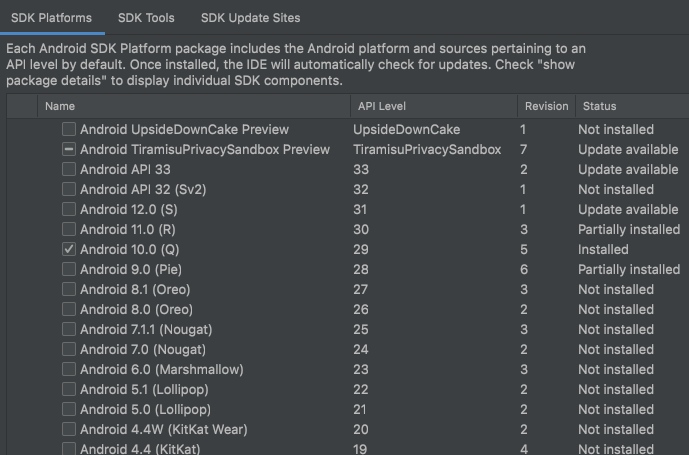 SDK Platforms SDK Tools SDK Update Sites
Each Android SDK Platform package includes the Android platform and sources pertaining to an
API level by default. Once installed, the IDE will automatically check for updates. Check "show
package details" to display individual SDK components.
Name API Level Revision Status
Android UpsideDownCake Preview UpsideDownCake 1 Not installed
Android TiramisuPrivacySandbox Preview TiramisuPrivacySandbox 7 Update available
Android API 33 33 2 Update available
Android API 32 (Sv2) 32 1 Not installed
Android 12.0 (S) 31 1 Update available
Android 11.0 (R) 30 3 Partially installed
Android 10.0 (Q) 29 5 Installed
Android 9.0 (Pie) 28 6 Partially installed
Android 8.1 (Oreo) 27 3 Not installed
Android 8.0 (Oreo) 26 2 Not installed
Android 7.1.1 (Nougat) 25 3 Not installed
Android 7.0 (Nougat) 24 2 Not installed
Android 6.0 (Marshmallow) 23 3 Not installed
Android 5.1 (Lollipop) 22 2 Not installed
Android 5.0 (Lollipop) 21 2 Not installed
Android 4.4W (KitKat Wear) 20 2 Not installed
Android 4.4 (KitKat) 19 4 Not installed